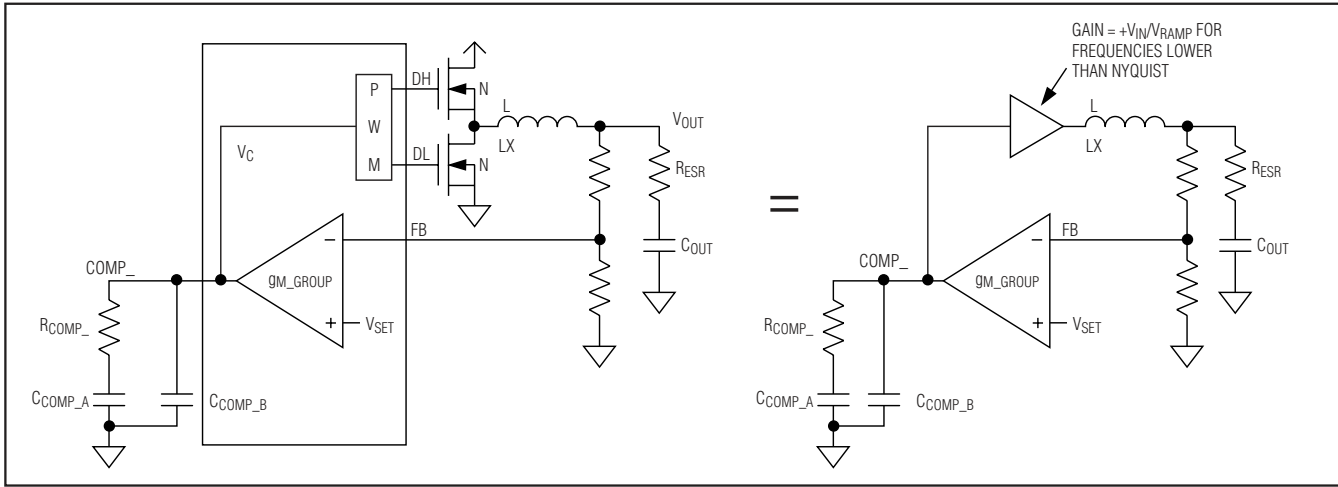 P
W
M
DH
DL
N
N
L
LX
VOUT
RESR
COUT
VC
FB
COMP_
gM_GROUP
VSET
RCOMP_
CCOMP_A
CCOMP_B
=
GAIN = +VIN/VRAMP FOR
FREQUENCIES LOWER
THAN NYQUIST
L
LX
VOUT
RESR
COUT
FB
COMP_
gM_GROUP
VSET
RCOMP_
CCOMP_A
CCOMP_B